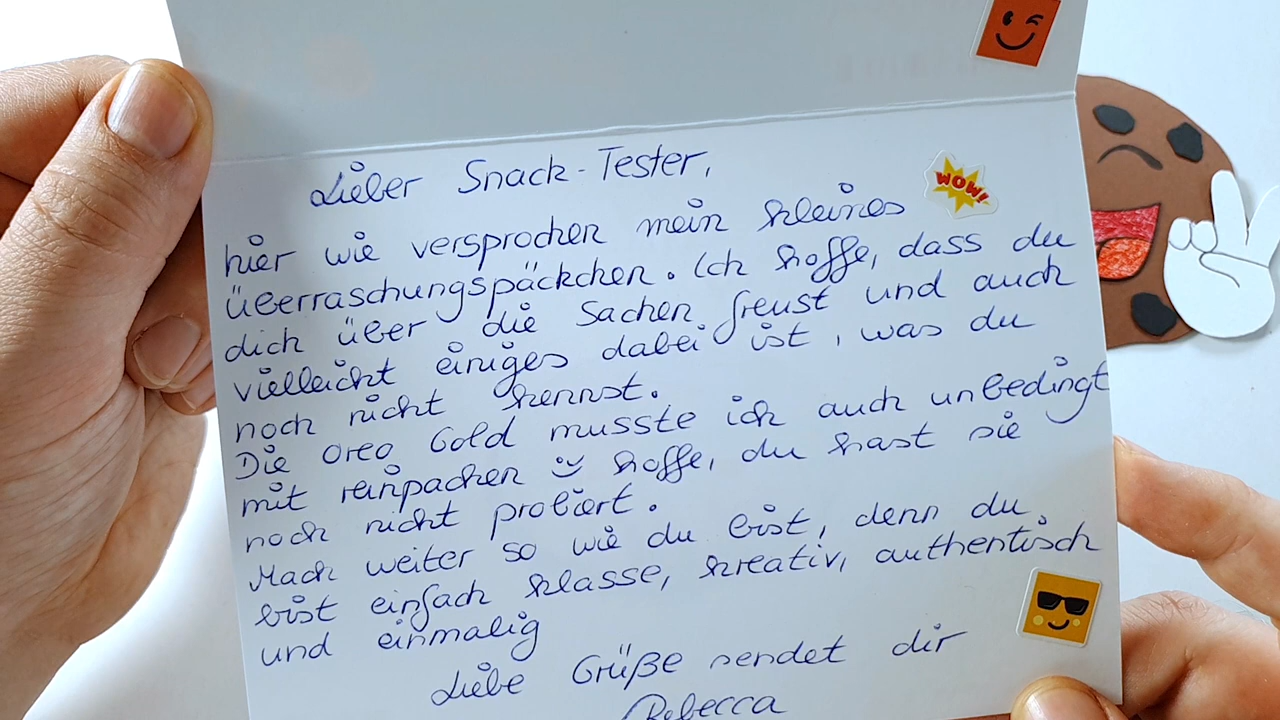 Lieber Snack-Tester,
WOW!
hier wie versprochen mein kleines
überraschungspäckchen. Ich hoffe, dass du
dich über die Sachen freust und auch
vielleicht einiges dabei ist, was du
noch nicht kennst.
Die Oreo Gold musste ich auch unbedingt
mit reinpacken hoffe, du hast sie
noch nicht probiert.
Mach weiter so wie du bist, denn du
bist einfach klasse, kreativ, authentisch
und einmalig
Liebe Grüße sendet dir
Rebecca